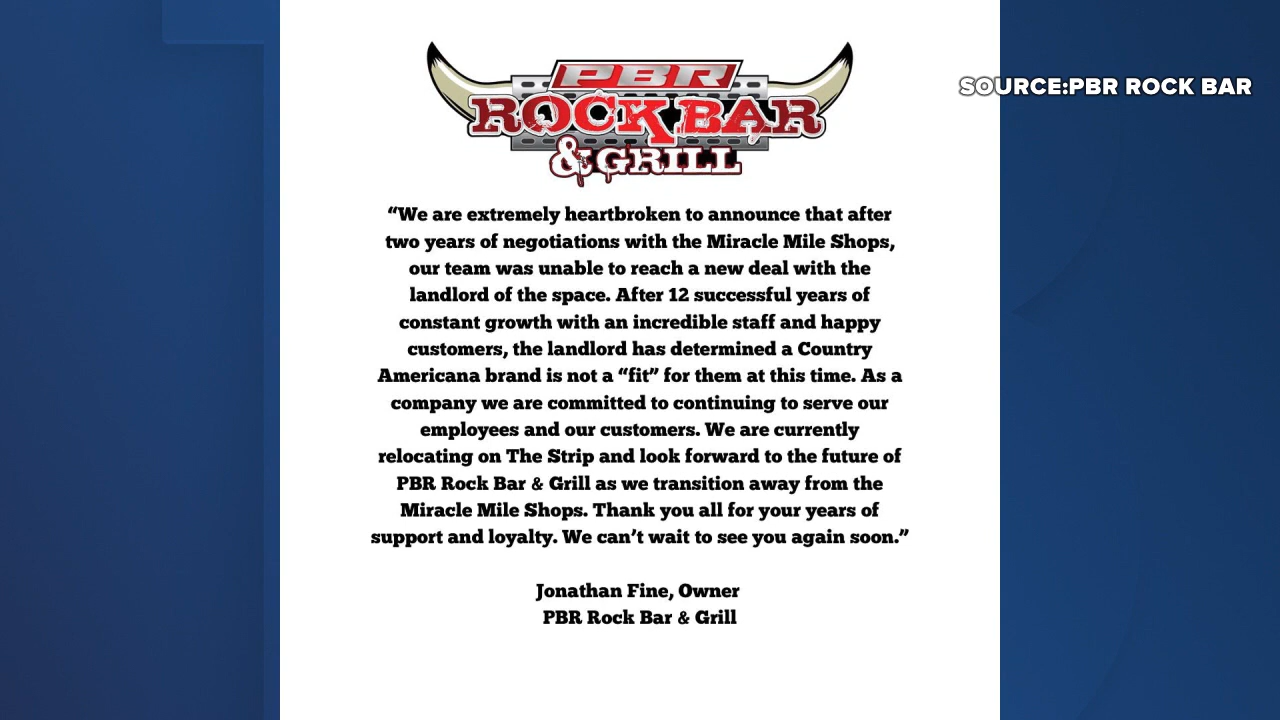 PBR
ROCK BAR
& GRILL
SOURCE:PBR ROCK BAR
“We are extremely heartbroken to announce that after
two years of negotiations with the Miracle Mile Shops,
our team was unable to reach a new deal with the
landlord of the space. After 12 successful years of
constant growth with an incredible staff and happy
customers, the landlord has determined a Country
Americana brand is not a “fit” for them at this time. As a
company we are committed to continuing to serve our
employees and our customers. We are currently
relocating on The Strip and look forward to the future of
PBR Rock Bar & Grill as we transition away from the
Miracle Mile Shops. Thank you all for your years of
support and loyalty. We can’t wait to see you again soon.”
Jonathan Fine, Owner
PBR Rock Bar & Grill